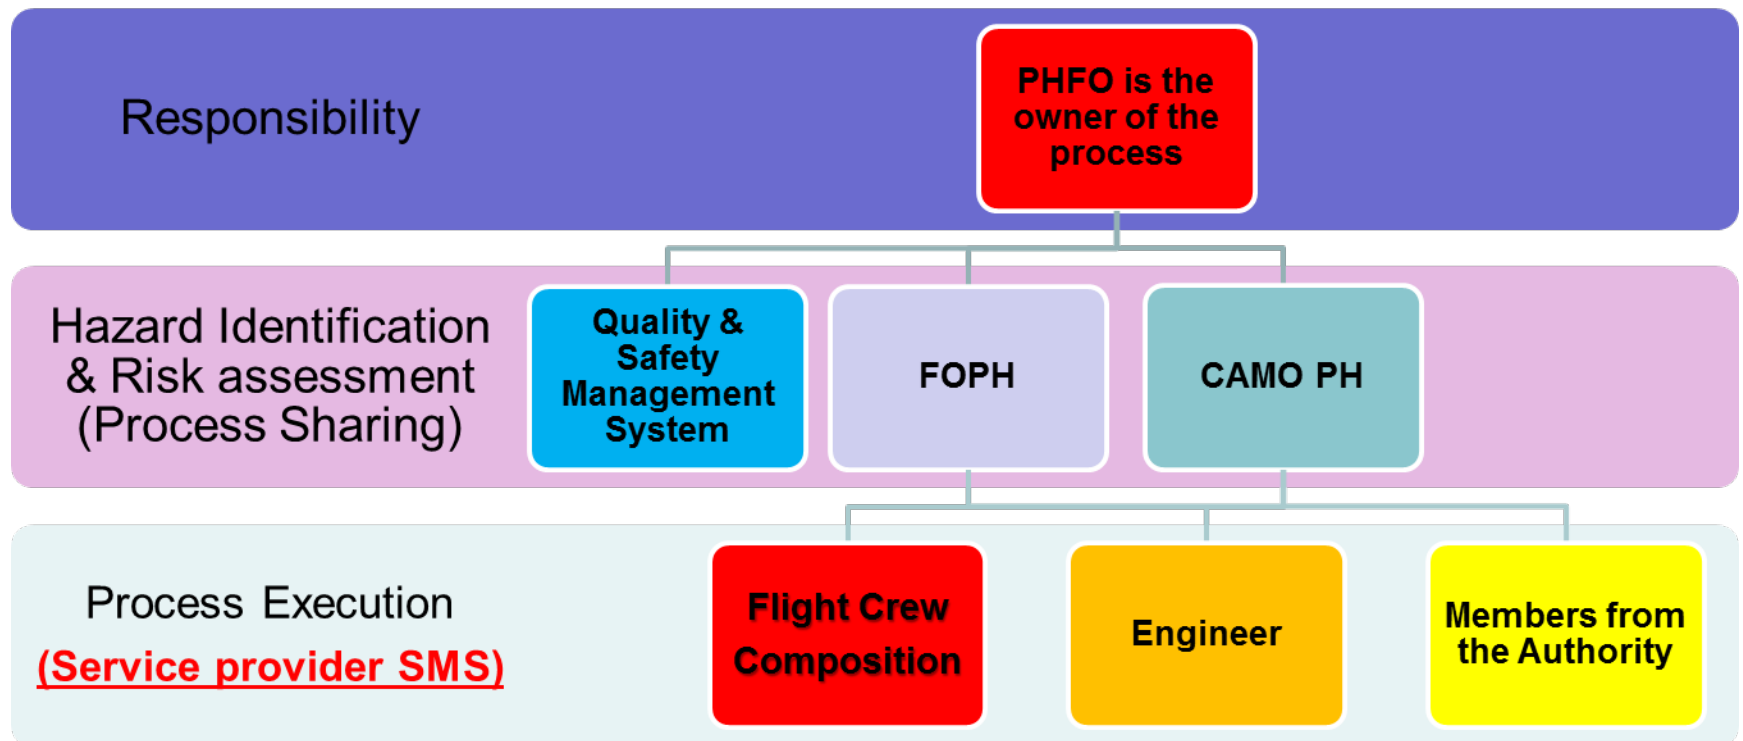 Responsibility
PHFO is the
owner of the
process
Hazard Identification
& Risk assessment
(Process Sharing)
Quality &
Safety
Management
System
FOPH
CAMO PH
Process Execution
(Service provider SMS)
Flight Crew
Composition
Engineer
Members from
the Authority